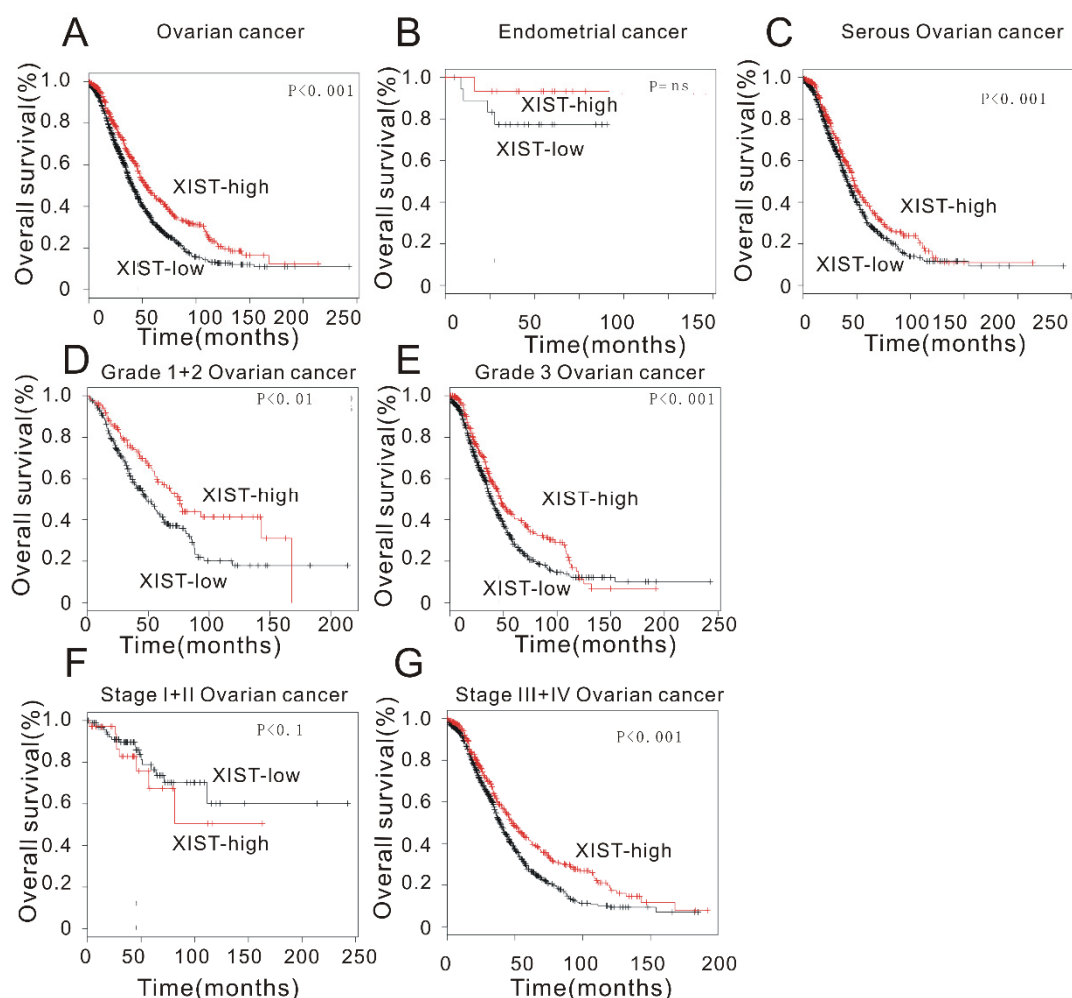 A
Ovarian cancer
Overall survival(%)
1.0
0.8
0.6
0.4
0.2
0
P<0.001
XIST-high
XIST-low
0 50 100 150 200 250
Time(months)
B
Endometrial cancer
Overall survival(%)
1.0
0.8
0.6
0.4
0.2
0
P=ns
XIST-high
XIST-low
0 50 100 150
Time(months)
C
Serous Ovarian cancer
Overall survival(%)
1.0
0.8
0.6
0.4
0.2
0
P<0.001
XIST-high
XIST-low
0 50 100 150 200 250
Time(months)
D
Grade 1+2 Ovarian cancer
Overall survival(%)
1.0
0.8
0.6
0.4
0.2
0
P<0.01
XIST-high
XIST-low
0 50 100 150 200
Time(months)
E
Grade 3 Ovarian cancer
Overall survival(%)
1.0
0.8
0.6
0.4
0.2
0
P<0.001
XIST-high
XIST-low
0 50 100 150 200 250
Time(months)
F
Stage I+II Ovarian cancer
Overall survival(%)
1.0
0.8
0.6
0.4
0.2
0
P<0.1
XIST-low
XIST-high
0 50 100 150 200 250
Time(months)
G
Stage III+IV Ovarian cancer
Overall survival(%)
1.0
0.8
0.6
0.4
0.2
0
P<0.001
XIST-high
XIST-low
0 50 100 150 200
Time(months)